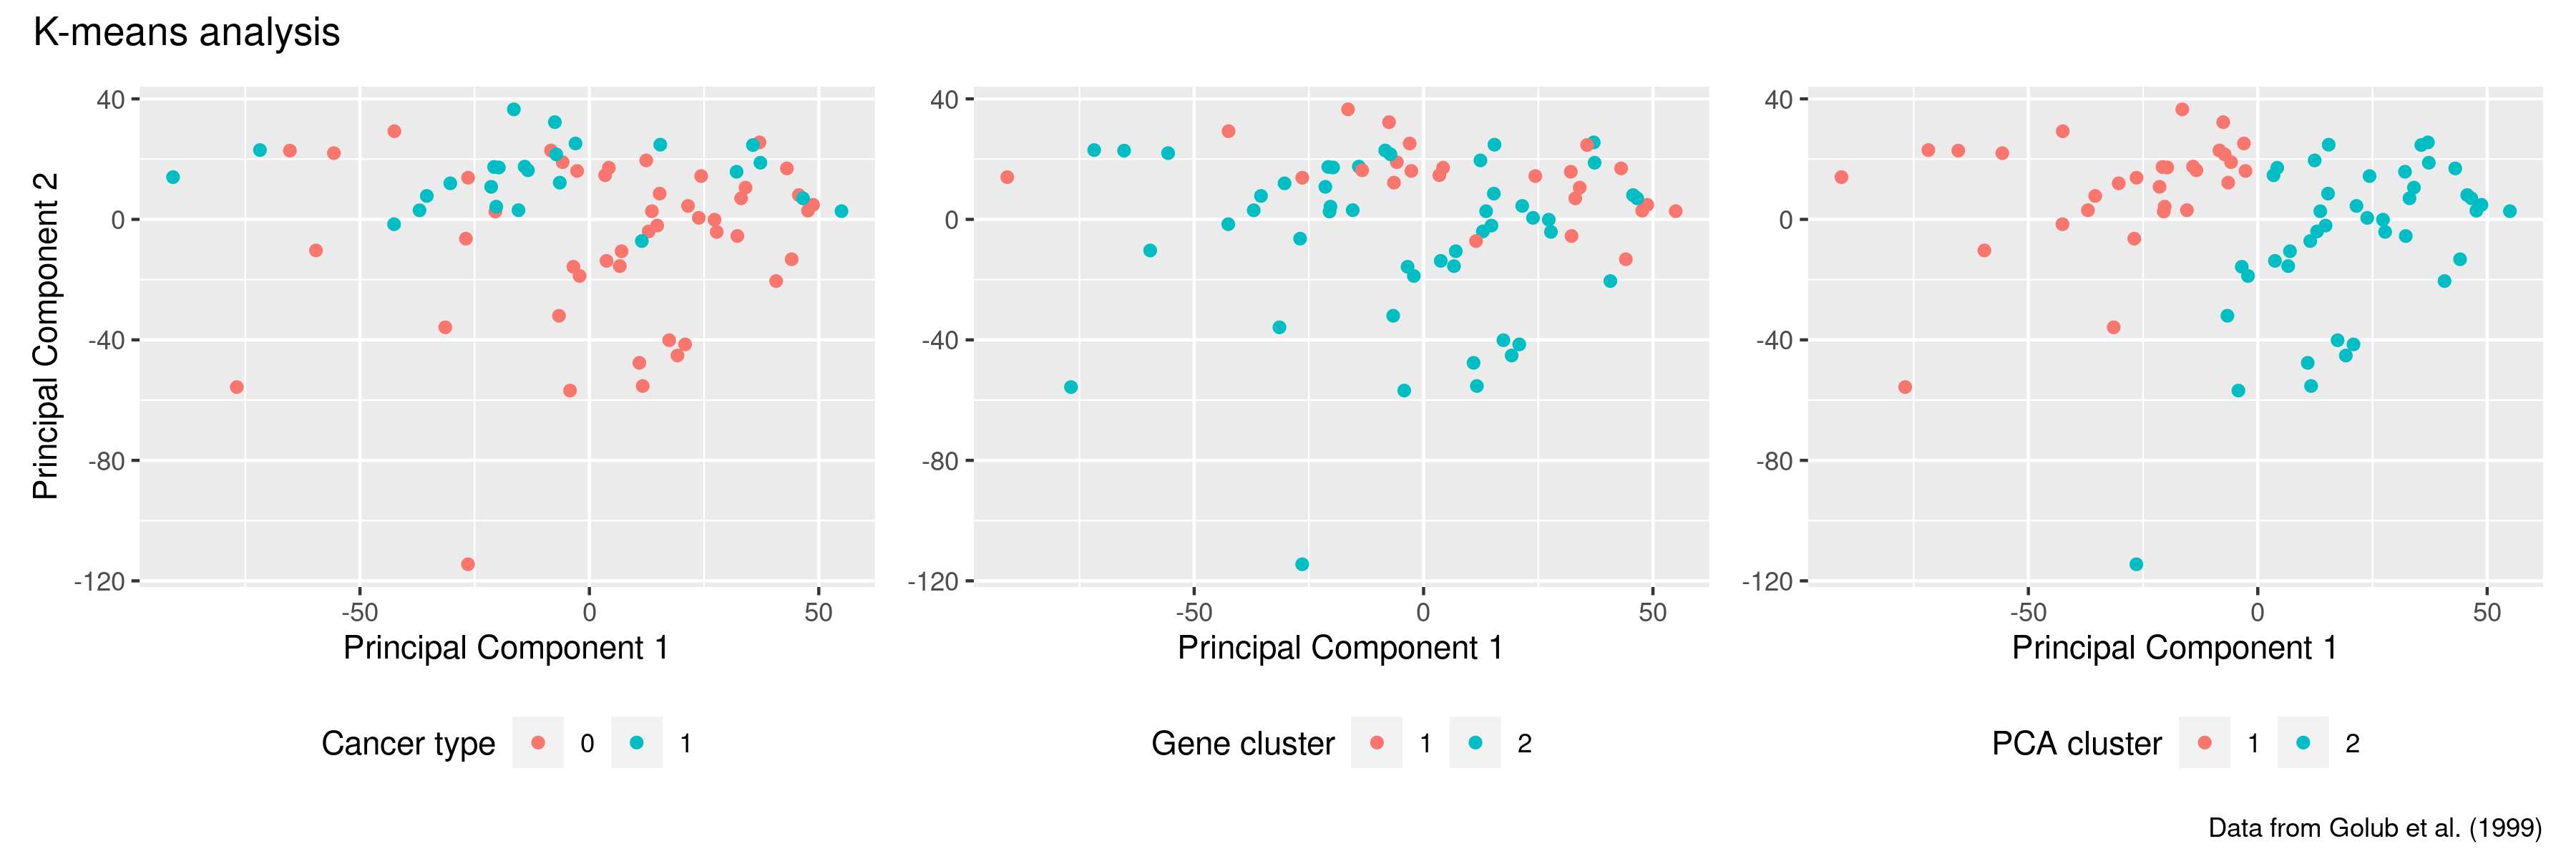 K-means analysis
Principal Component 2
40
0
-40
-80
-120
-50 0 50
Principal Component 1
Cancer type 0 1
40
0
-40
-80
-120
-50 0 50
Principal Component 1
Gene cluster 1 2
40
0
-40
-80
-120
-50 0 50
Principal Component 1
PCA cluster 1 2
Data from Golub et al. (1999)